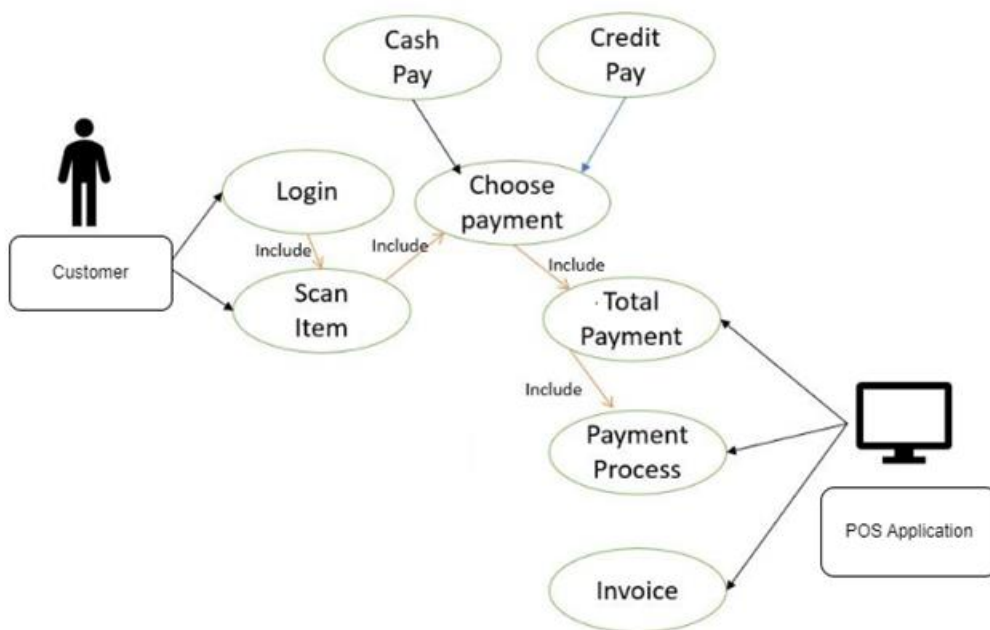 Cash
Pay
Credit
Pay
Login
Choose
payment
Include
Include
Customer
Include
Scan
Item
Total
Payment
Include
Payment
Process
POS Application
Invoice